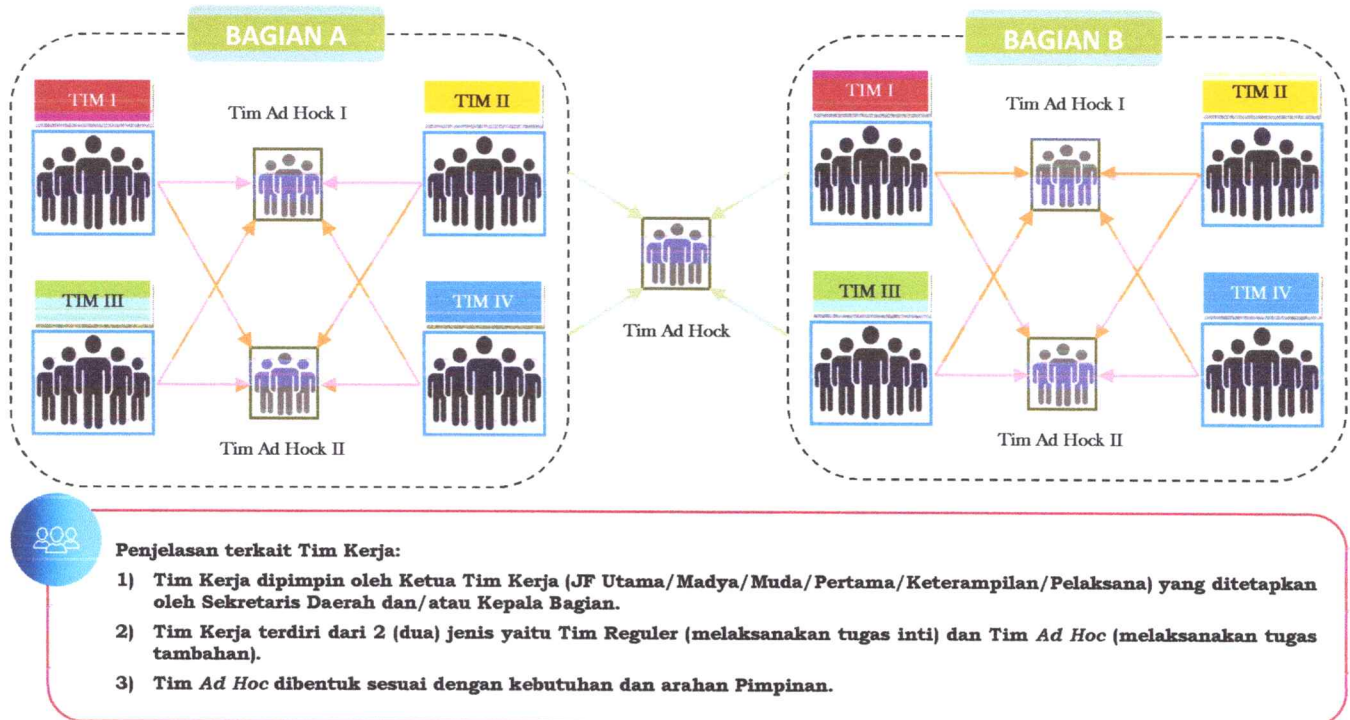 BAGIAN A
BAGIAN B
TIM I
Tim Ad Hock I
TIM II
TIM III
TIM IV
Tim Ad Hock II
Tim Ad Hock
TIM I
Tim Ad Hock I
TIM II
TIM III
TIM IV
Tim Ad Hock II
Penjelasan terkait Tim Kerja:
1) Tim Kerja dipimpin oleh Ketua Tim Kerja (JF Utama/Madya/Muda/Pertama/Keterampilan/Pelaksana) yang ditetapkan
oleh Sekretaris Daerah dan/atau Kepala Bagian.
2) Tim Kerja terdiri dari 2 (dua) jenis yaitu Tim Reguler (melaksanakan tugas inti) dan Tim Ad Hoc (melaksanakan tugas
tambahan).
3) Tim Ad Hoc dibentuk sesuai dengan kebutuhan dan arahan Pimpinan.